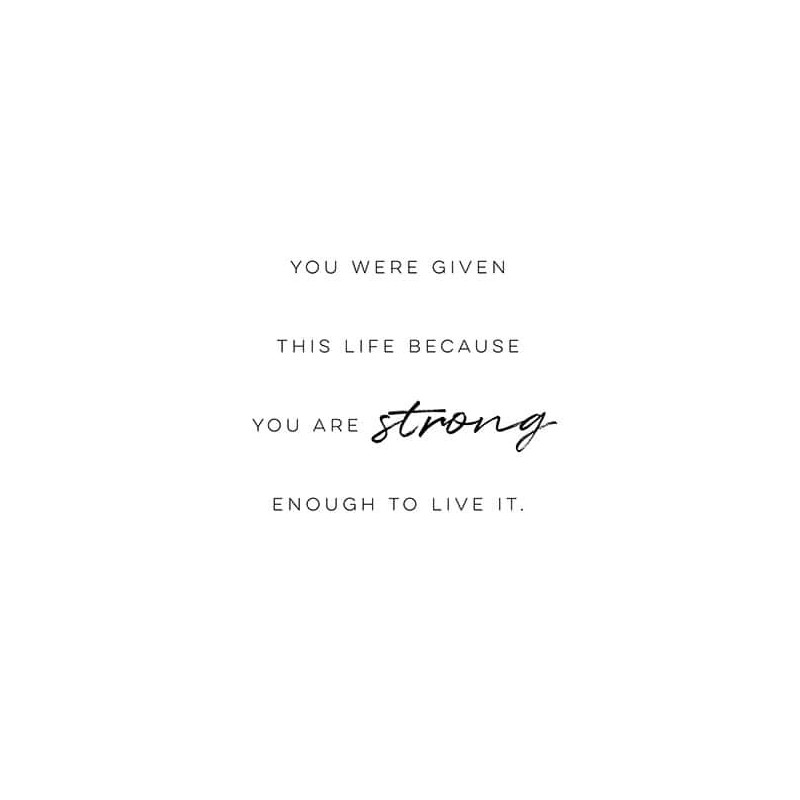 YOU WERE GIVEN
THIS LIFE BECAUSE
YOU ARE strong
ENOUGH TO LIVE IT.